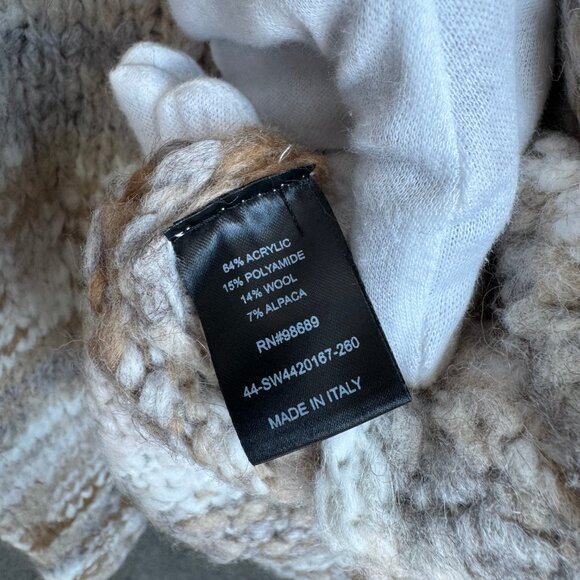 64% ACRYLIC
15% POLYAMIDE
14% WOOL
7% ALPACA
RN#98689
44-SW4420167-260
MADE IN ITALY